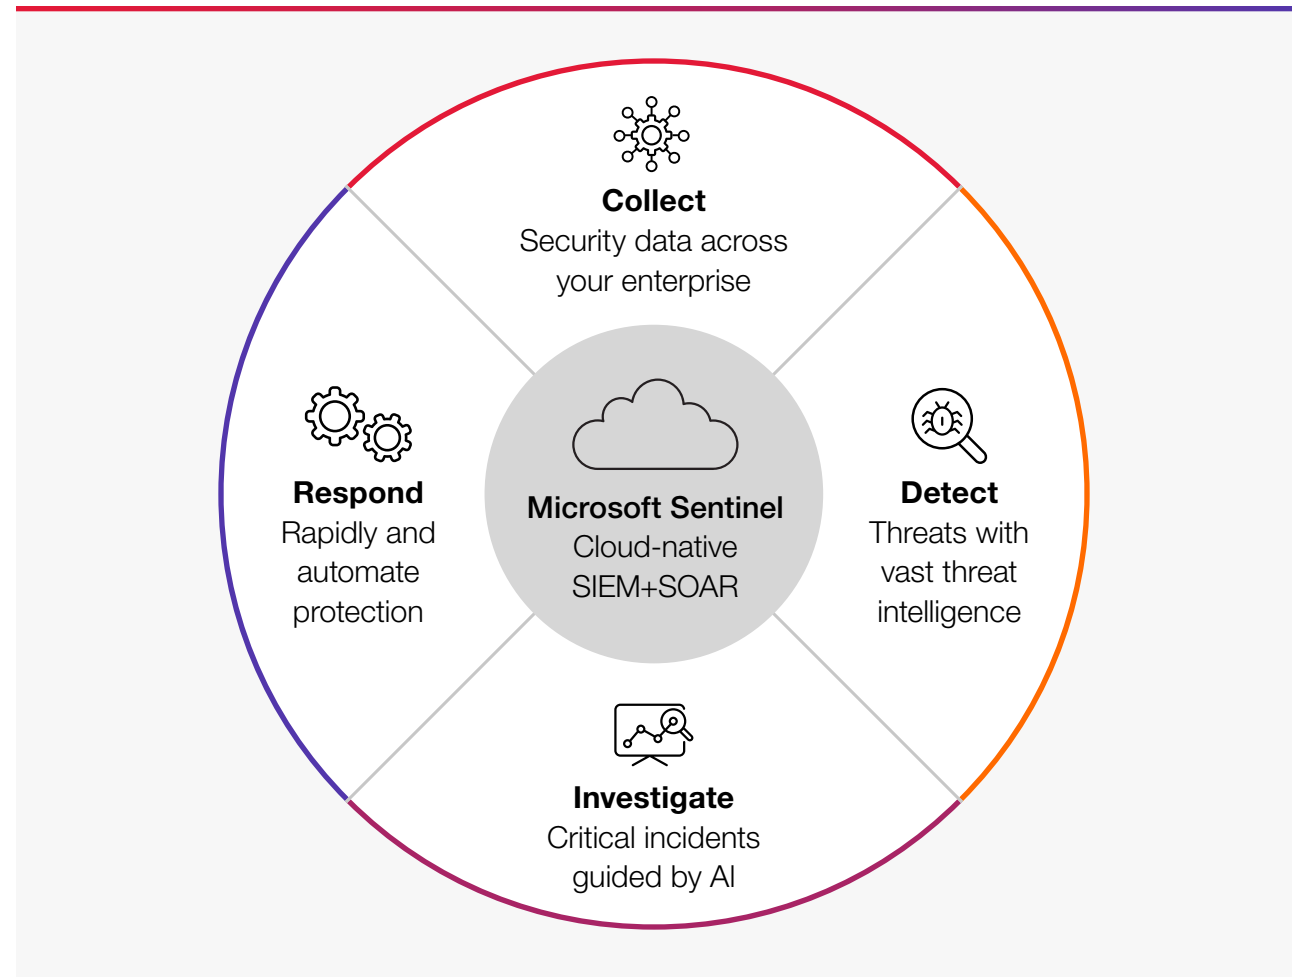 Collect
Security data across
your enterprise
Respond
Rapidly and
automate
protection
Microsoft Sentinel
Cloud-native
SIEM+SOAR
Detect
Threats with
vast threat
intelligence
Investigate
Critical incidents
guided by AI